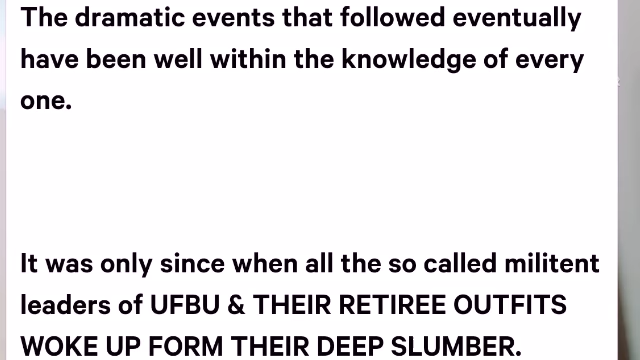 The dramatic events that followed eventually
have been well within the knowledge of every
one.
It was only since when all the so called militent
leaders of UFBU & THEIR RETIREE OUTFITS
WOKE UP FORM THEIR DEEP SLUMBER.